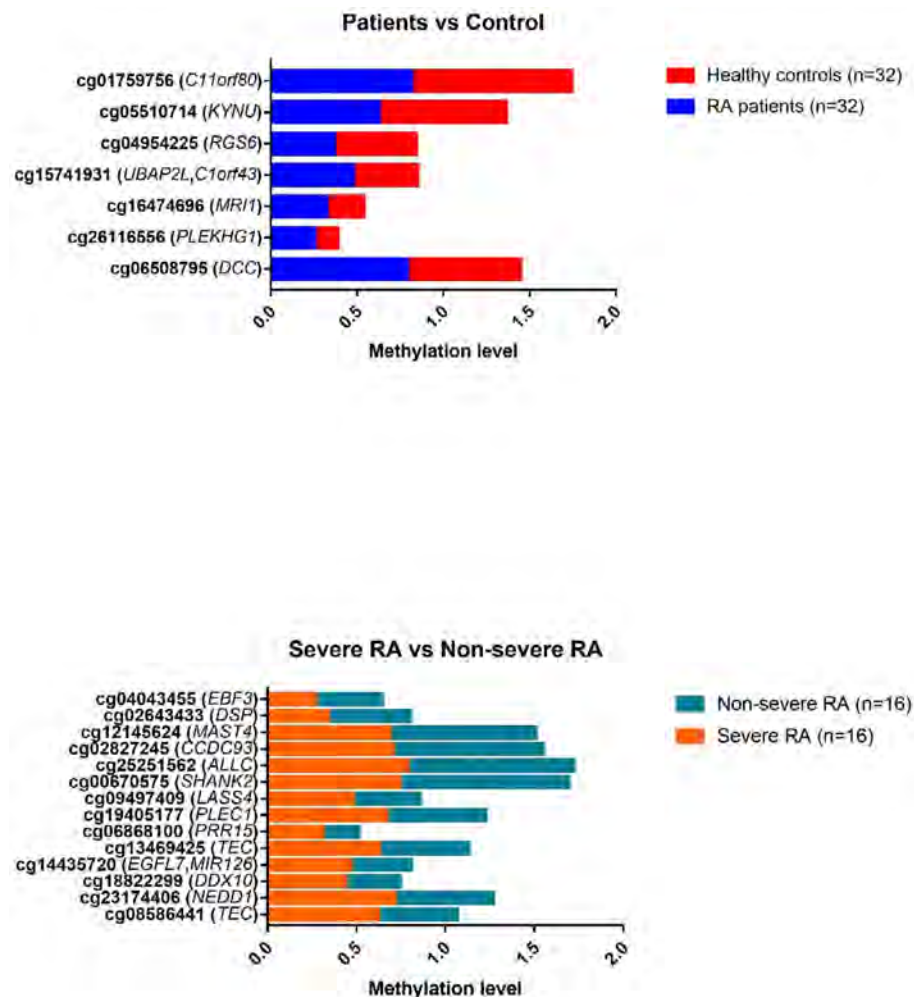 Patients vs Control
cg01759756 (C11orf80)
cg05510714 (KYNU)
cg04954225 (RGS6)
cg15741931 (UBAP2L,C1orf43)
cg16474696 (MRI1)
cg26116556 (PLEKHG1)
cg06508795 (DCC)
0.0
0.5
1.0
1.5
2.0
Methylation level
Healthy controls (n=32)
RA patients (n=32)
Severe RA vs Non-severe RA
cg04043455 (EBF3)
cg02643433 (DSP)
cg12145624 (MAST4)
cg02827245 (CCDC93)
cg25251562 (ALLC)
cg00670575 (SHANK2)
cg09497409 (LASS4)
cg19405177 (PLEC1)
cg06868100 (PRR15)
cg13469425 (TEC)
cg14435720 (EGFL7,MIR126)
cg18822299 (DDX10)
cg23174406 (NEDD1)
cg08586441 (TEC)
0.0
0.5
1.0
1.5
2.0
Methylation level
Non-severe RA (n=16)
Severe RA (n=16)